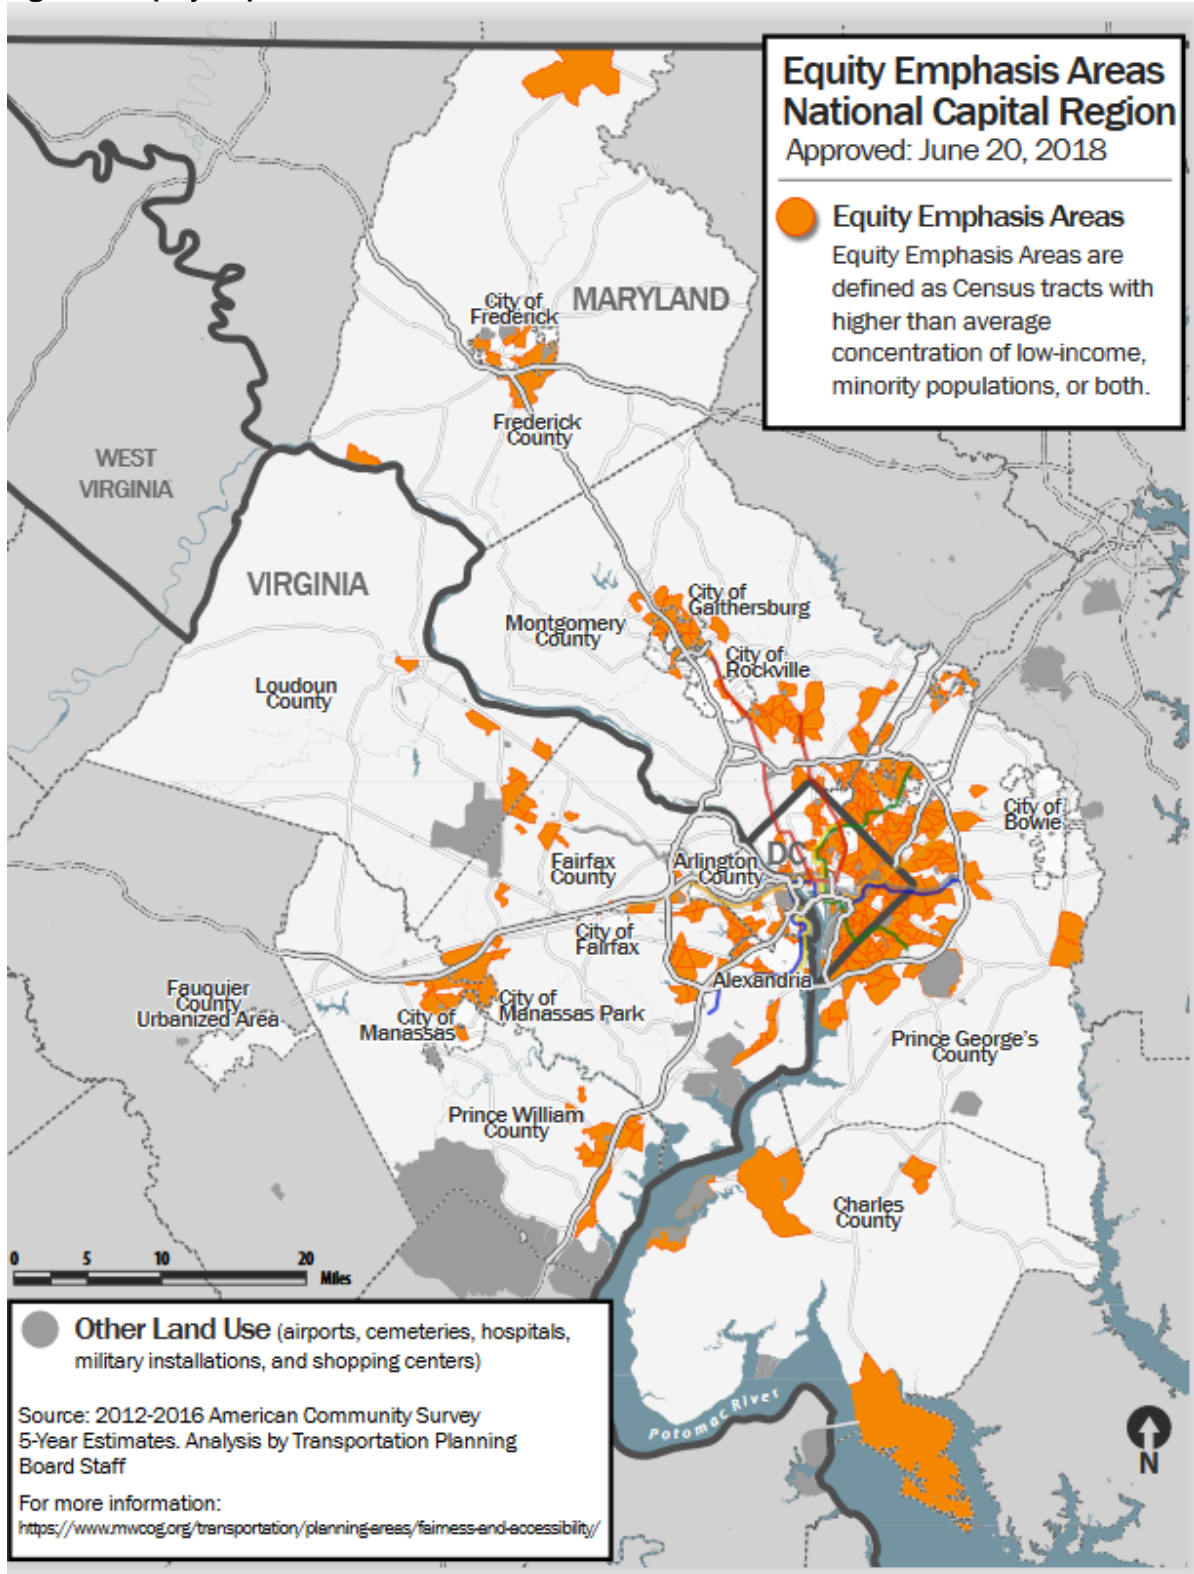 Equity Emphasis Areas
National Capital Region
Approved: June 20, 2018
Equity Emphasis Areas
Equity Emphasis Areas are
defined as Census tracts with
higher than average
concentration of low-income,
minority populations, or both.
City of
Frederick
MARYLAND
Frederick
County
WEST
VIRGINIA
VIRGINIA
City of
Gaithersburg
Montgomery
County
City of
Rockville
Loudoun
County
City of
Bowie
DC
Arlington
County
Fairfax
County
City of
Fairfax
Alexandria
Fauquier
County
Urbanized Area
City of
Manassas Park
City of
Manassas
Prince George's
County
Prince William
County
Charles
County
0 5 10 20
Miles
Potomac River
N
Other Land Use (airports, cemeteries, hospitals,
military installations, and shopping centers)
Source: 2012-2016 American Community Survey
5-Year Estimates. Analysis by Transportation Planning
Board Staff
For more information:
https://www.mwcog.org/transportation/planning-areas/fairness-and-accessibility/